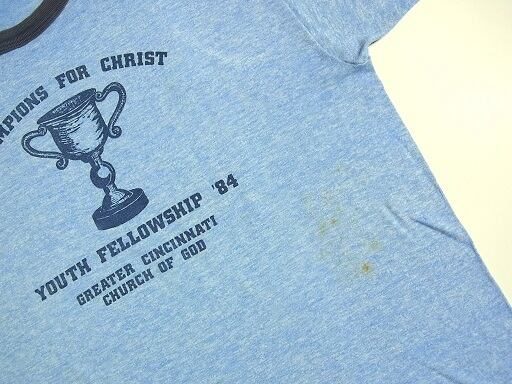 MPIONS FOR CHRIST
YOUTH FELLOWSHIP '84
GREATER CINCINNATI
CHURCH OF GOD